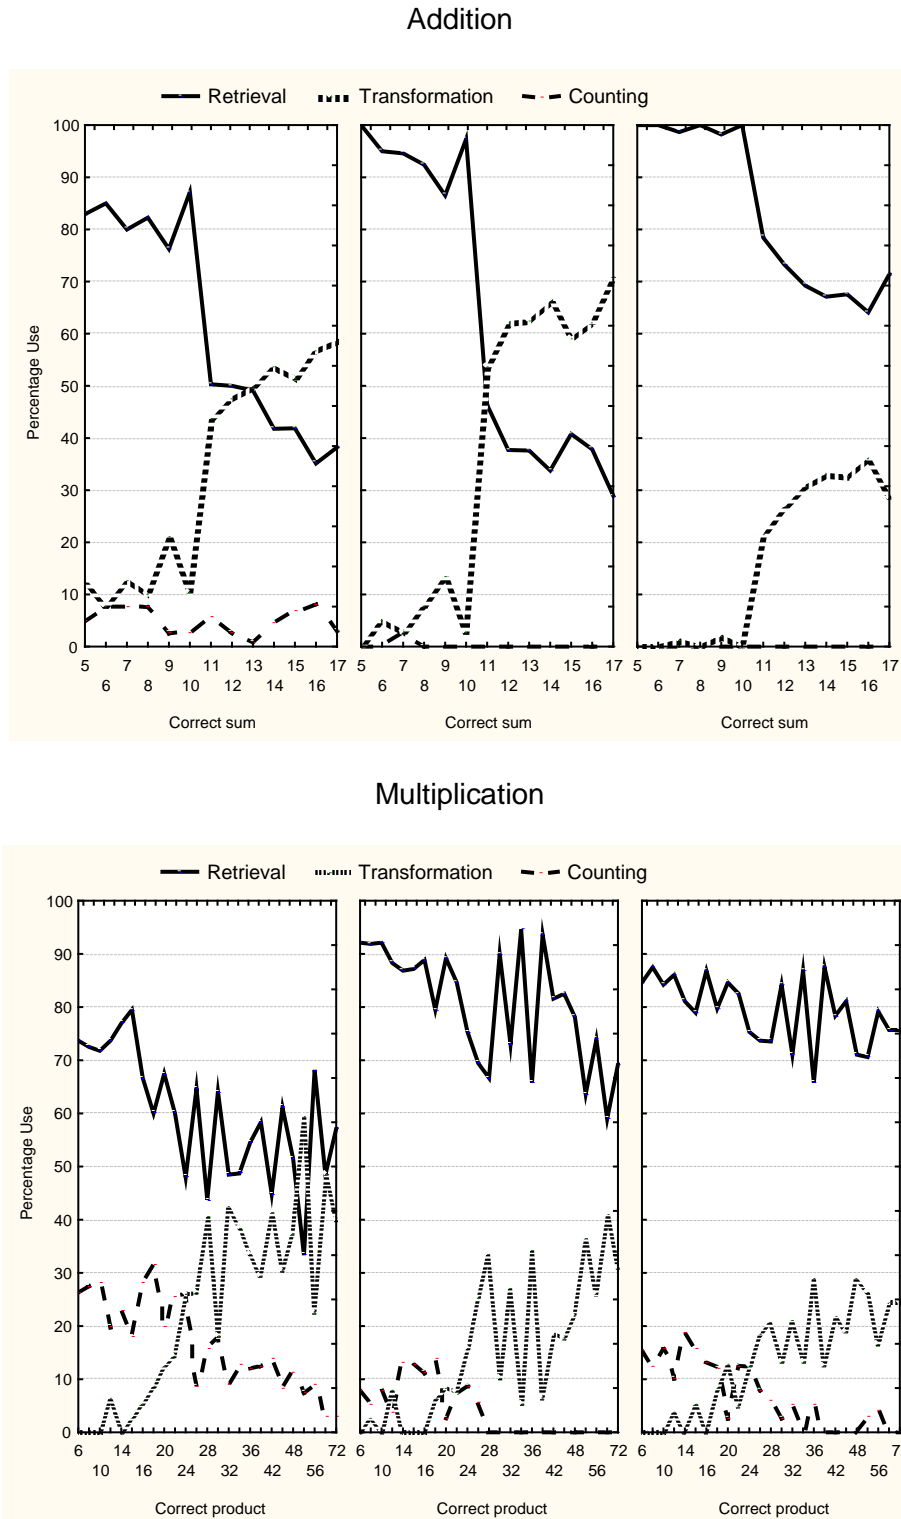 Addition
Retrieval Transformation Counting
100
90
80
70
60
50
40
30
20
10
0
Percentage Use
5 7 9 11 13 15 17 5 7 9 11 13 15 17 5 7 9 11 13 15 17
6 8 10 12 14 16 6 8 10 12 14 16 6 8 10 12 14 16
Correct sum Correct sum Correct sum
Multiplication
Retrieval Transformation Counting
100
90
80
70
60
50
40
30
20
10
0
Percentage Use
6 14 20 28 36 48 72 6 14 20 28 36 48 72 6 14 20 28 36 48 7
10 16 24 32 42 56 10 16 24 32 42 56 10 16 24 32 42 56
Correct product Correct product Correct product